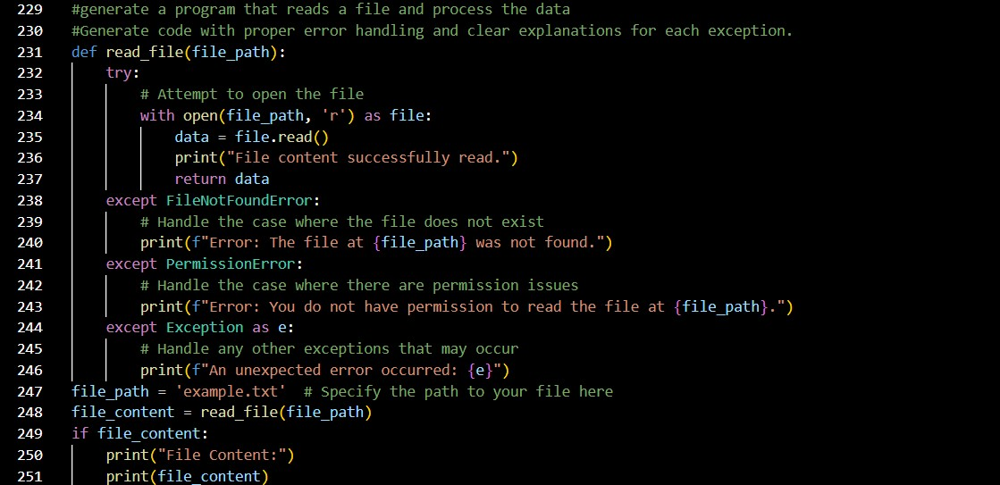 229 #generate a program that reads a file and process the data
230 #Generate code with proper error handling and clear explanations for each exception.
231 def read_file(file_path):
232     try:
233         # Attempt to open the file
234         with open(file_path, 'r') as file:
235             data = file.read()
236             print("File content successfully read.")
237             return data
238     except FileNotFoundError:
239         # Handle the case where the file does not exist
240         print(f"Error: The file at {file_path} was not found.")
241     except PermissionError:
242         # Handle the case where there are permission issues
243         print(f"Error: You do not have permission to read the file at {file_path}.")
244     except Exception as e:
245         # Handle any other exceptions that may occur
246         print(f"An unexpected error occurred: {e}")
247 file_path = 'example.txt'  # Specify the path to your file here
248 file_content = read_file(file_path)
249 if file_content:
250     print("File Content:")
251     print(file_content)